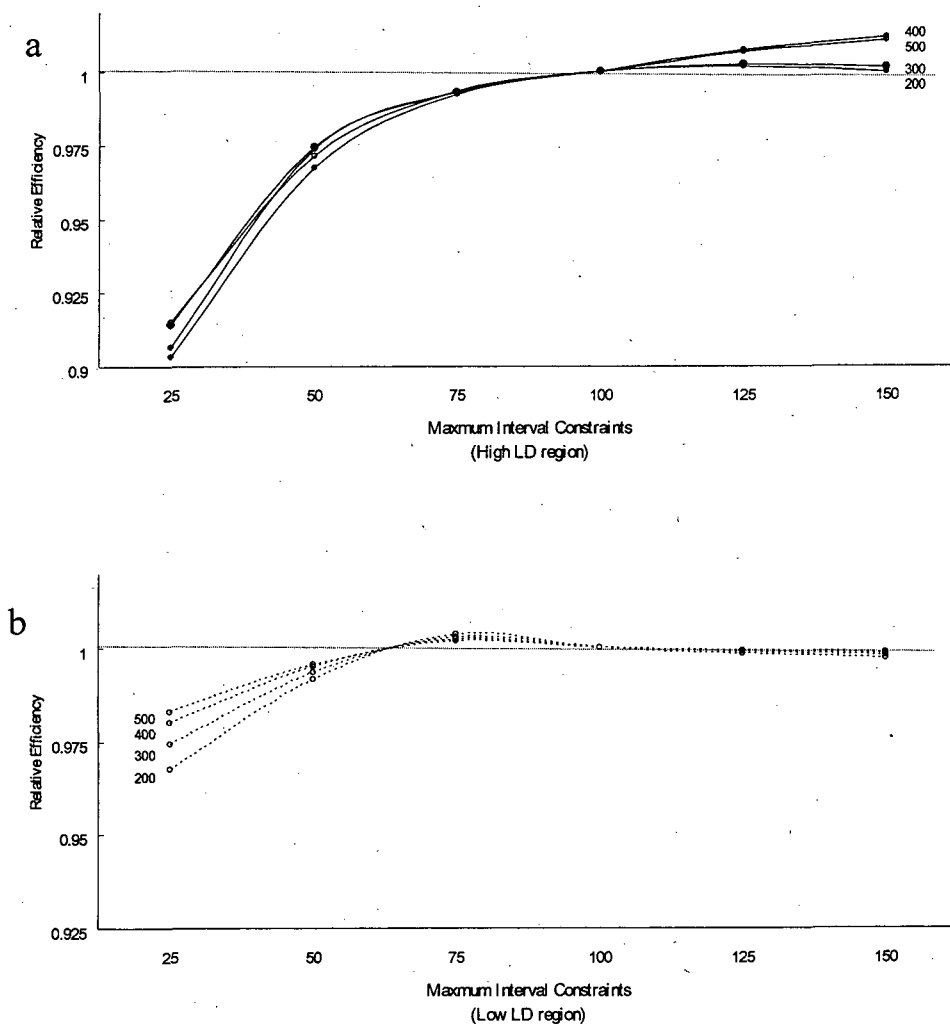 a
400
500
300
200
1
0.975
0.95
0.925
0.9
Relative Efficiency
25 50 75 100 125 150
Maxmum Interval Constraints
(High LD region)
b
1
0.975
0.95
0.925
Relative Efficiency
500
400
300
200
25 50 75 100 125 150
Maxmum Interval Constraints
(Low LD region)